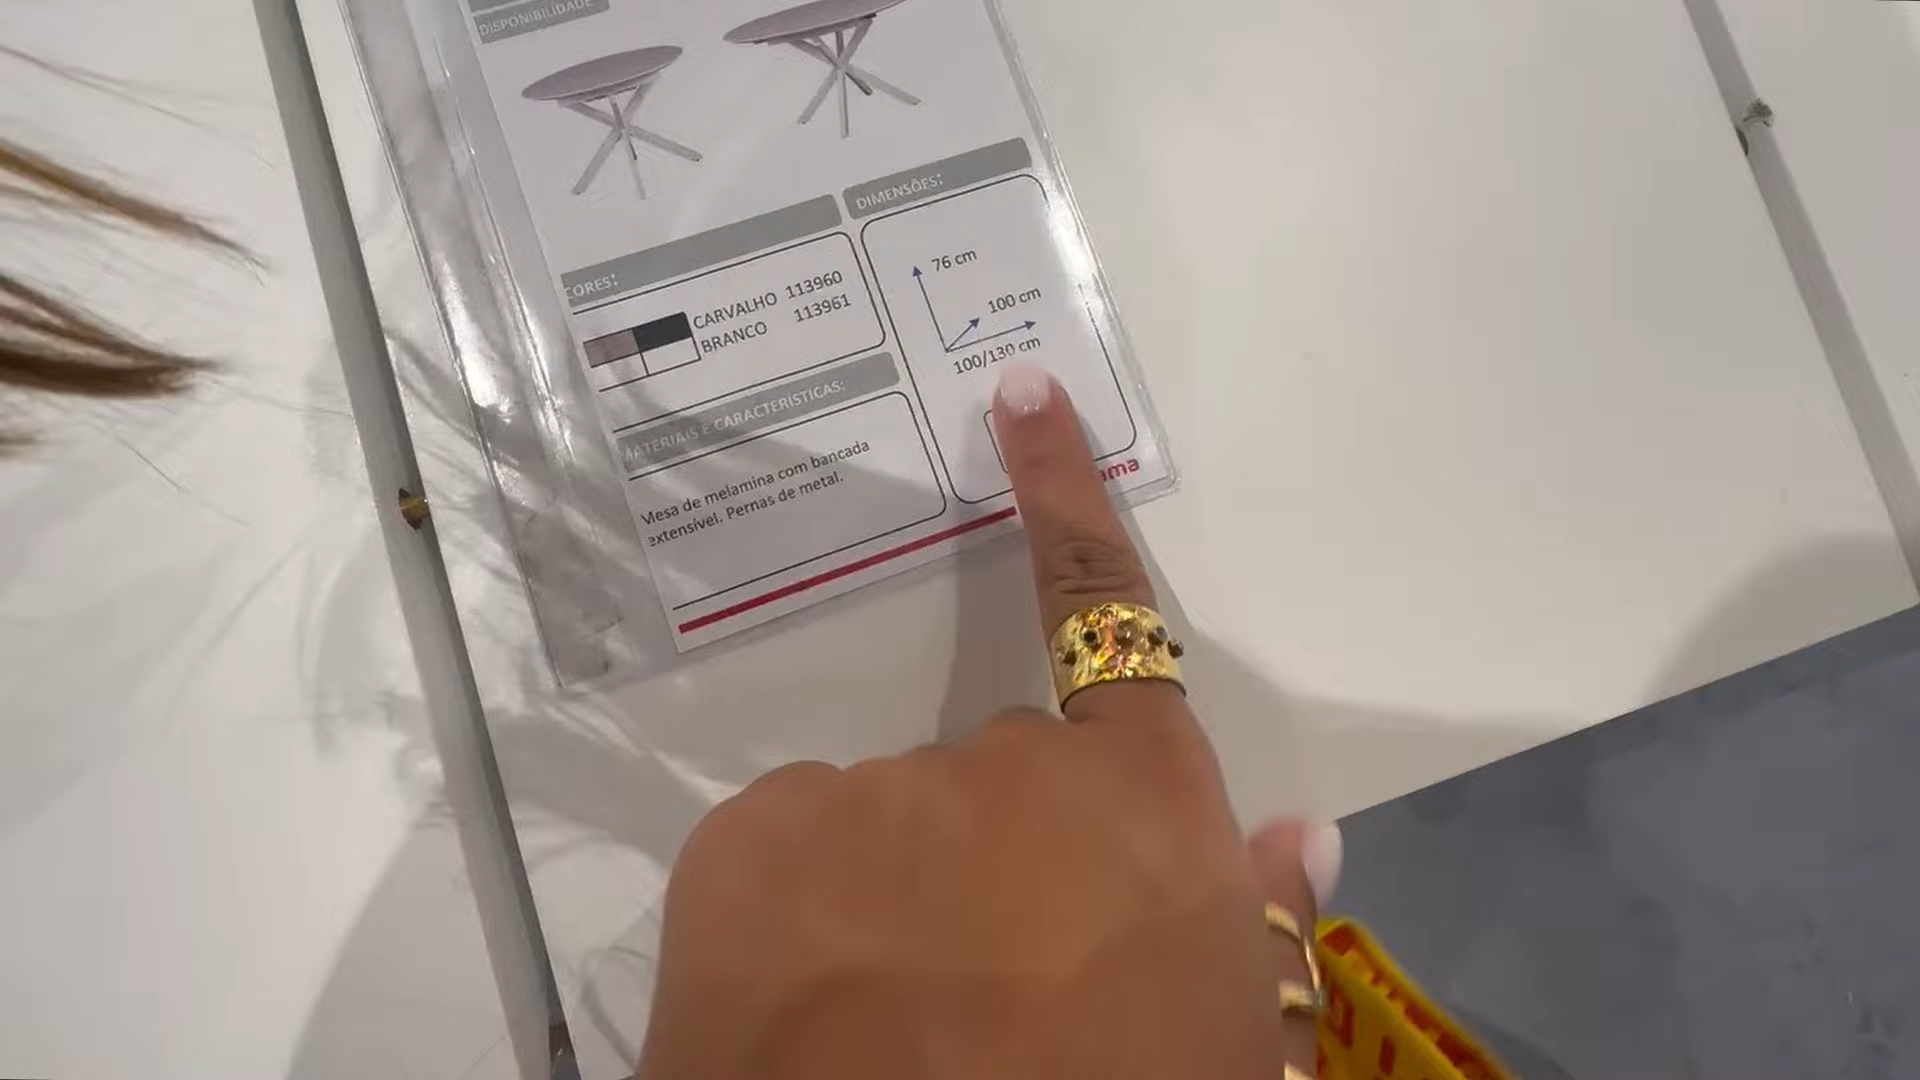 DISPONIBILIDADE
CORES:
CARVALHO 113960
BRANCO 113961
DIMENSÕES:
76 cm
100 cm
100/130 cm
MATERIAIS E CARACTERÍSTICAS:
Mesa de melamina com bancada
extensível. Pernas de metal.